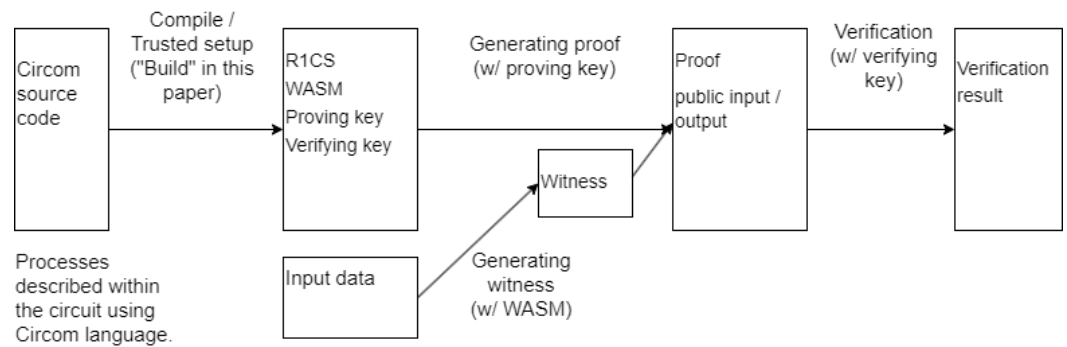 Compile /
Trusted setup
("Build" in this
paper)
Circom
source
code
R1CS
WASM
Proving key
Verifying key
Generating proof
(w/ proving key)
Proof
public input /
output
Verification
(w/ verifying
key)
Verification
result
Witness
Processes
described within
the circuit using
Circom language.
Input data
Generating
witness
(w/ WASM)